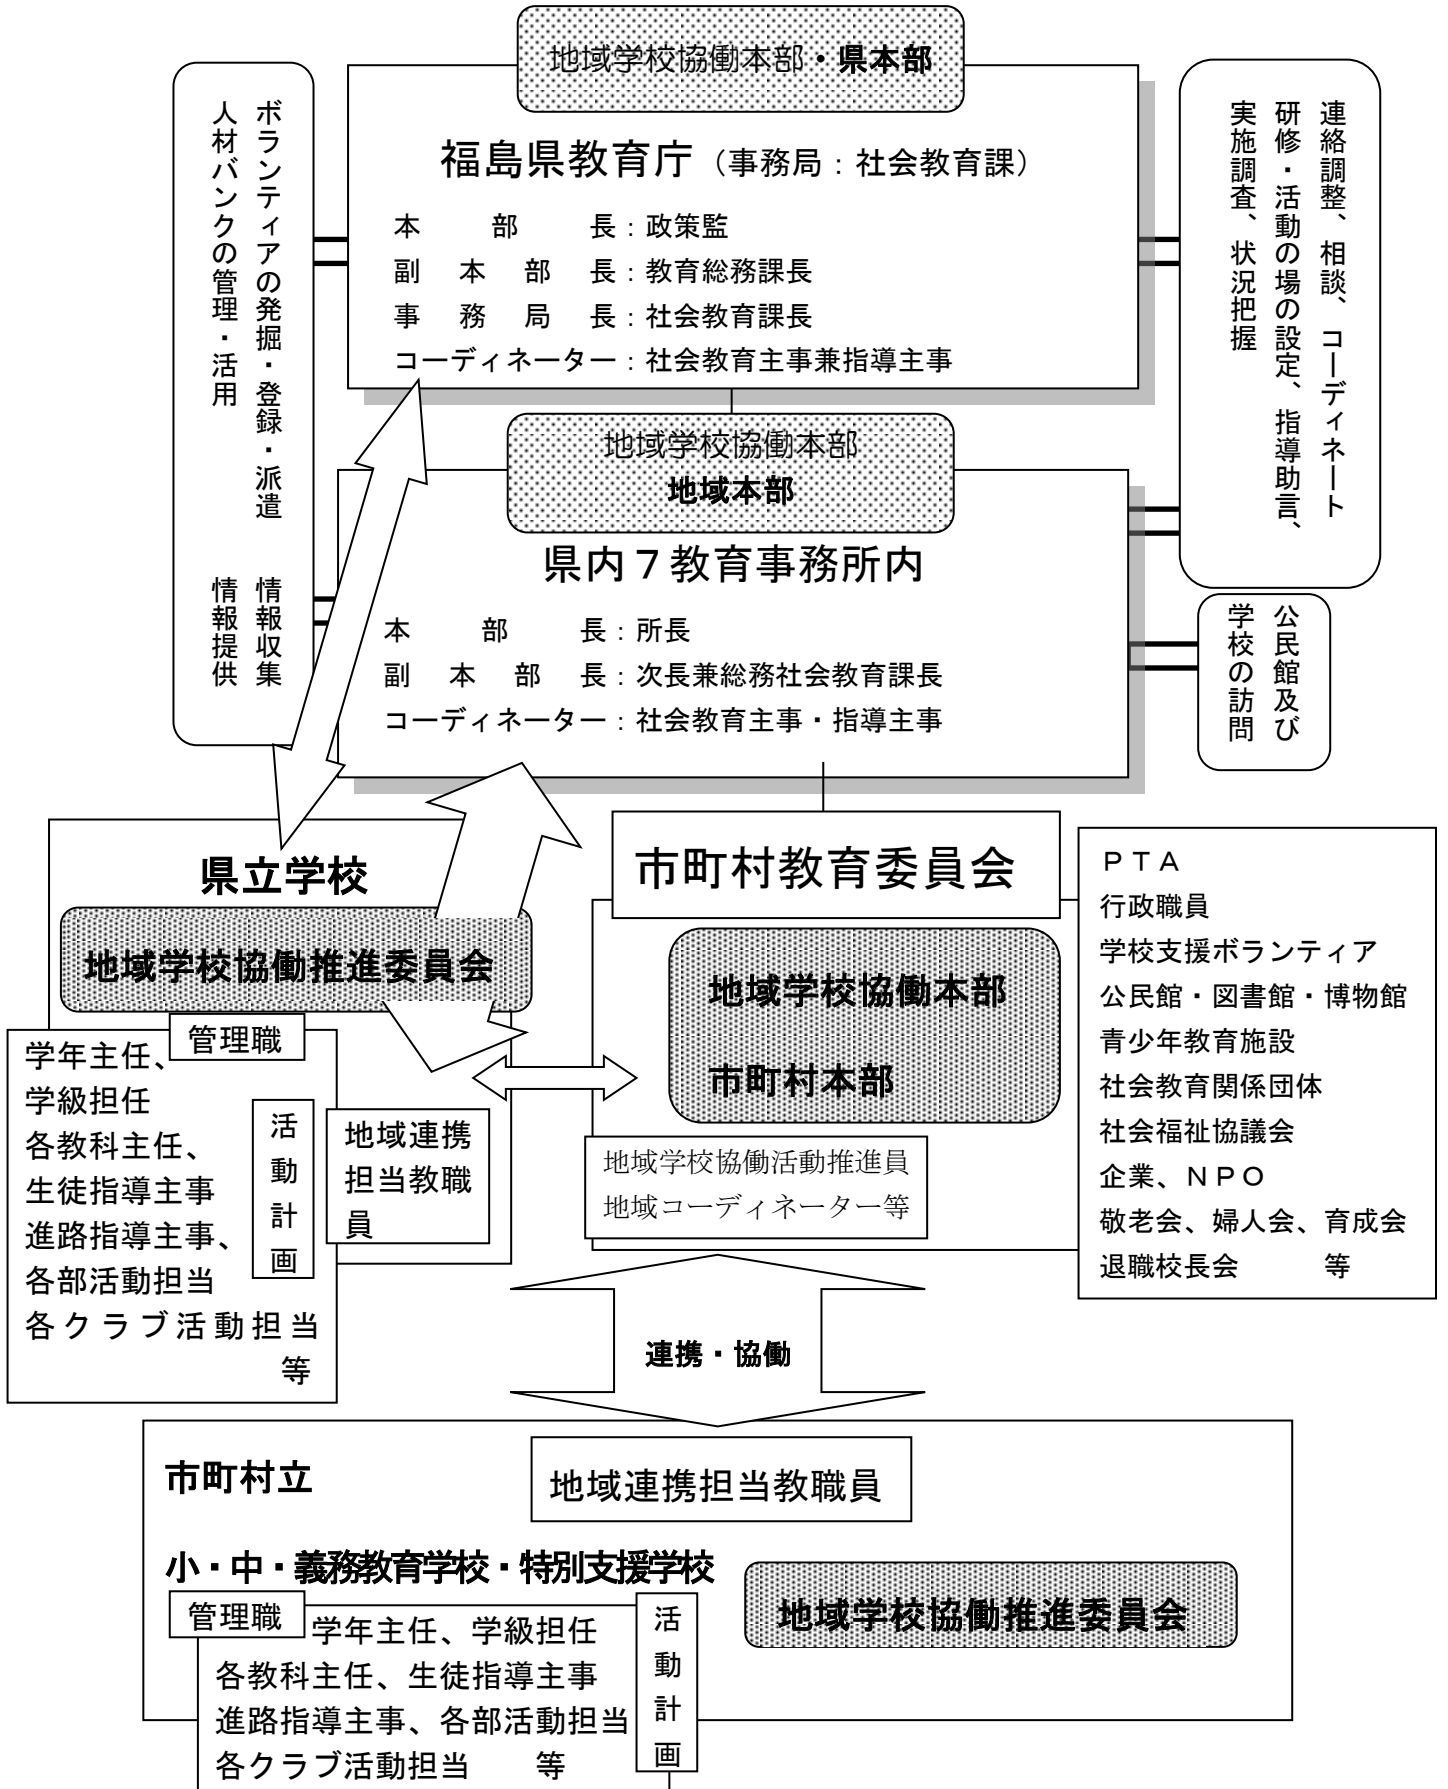 地域学校協働本部・県本部
福島県教育庁（事務局：社会教育課）
本部長：政策監
副本部長：教育総務課長
事務局長：社会教育課長
コーディネーター：社会教育主事兼指導主事
ボランティアの発掘・登録・派遣　情報収集
人材バンクの管理・活用　情報提供
連絡調整、相談、コーディネート
研修・活動の場の設定、指導助言、
実施調査、状況把握
地域学校協働本部
地域本部
県内７教育事務所内
本部長：所長
副本部長：次長兼総務社会教育課長
コーディネーター：社会教育主事・指導主事
公民館及び
学校の訪問
県立学校
地域学校協働推進委員会
管理職
学年主任、
学級担任
各教科主任、
生徒指導主事
進路指導主事、
各部活動担当
各クラブ活動担当
等
活動計画
地域連携
担当教職
員
市町村教育委員会
地域学校協働本部
市町村本部
地域学校協働活動推進員
地域コーディネーター等
ＰＴＡ
行政職員
学校支援ボランティア
公民館・図書館・博物館
青少年教育施設
社会教育関係団体
社会福祉協議会
企業、ＮＰＯ
敬老会、婦人会、育成会
退職校長会　等
連携・協働
市町村立
地域連携担当教職員
小・中・義務教育学校・特別支援学校
地域学校協働推進委員会
管理職
学年主任、学級担任
各教科主任、生徒指導主事
進路指導主事、各部活動担当
各クラブ活動担当　等
活動計画